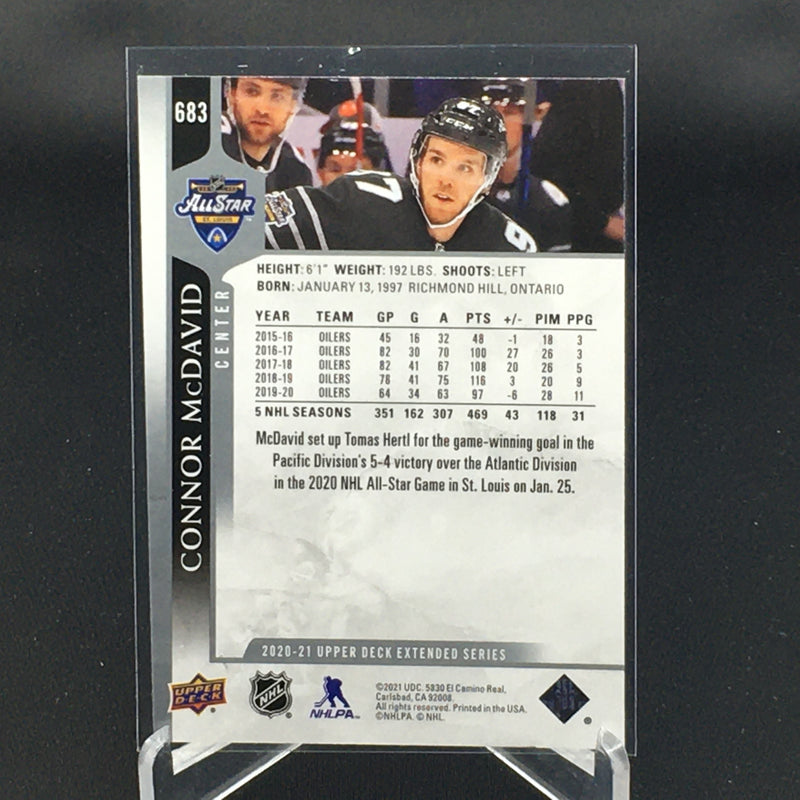 683
97
7
97
ALL STAR
ST. LOUIS
CONNOR McDAVID
CENTER
HEIGHT: 6'1" WEIGHT: 192 LBS. SHOOTS: LEFT
BORN: JANUARY 13, 1997 RICHMOND HILL, ONTARIO
YEAR TEAM GP G A PTS +/- PIM PPG
2015-16 OILERS 45 16 32 48 -1 18 3
2016-17 OILERS 82 30 70 100 27 26 3
2017-18 OILERS 82 41 67 108 20 26 5
2018-19 OILERS 78 41 75 116 3 20 9
2019-20 OILERS 64 34 63 97 -6 28 11
5 NHL SEASONS 351 162 307 469 43 118 31
McDavid set up Tomas Hertl for the game-winning goal in the
Pacific Division's 5-4 victory over the Atlantic Division
in the 2020 NHL All-Star Game in St. Louis on Jan. 25.
2020-21 UPPER DECK EXTENDED SERIES
UPPER DECK
NHL
NHLPA
©2021 UDC. 5830 El Camino Real,
Carlsbad, CA 92008.
All rights reserved. Printed in the USA.
©NHLPA. © NHL.